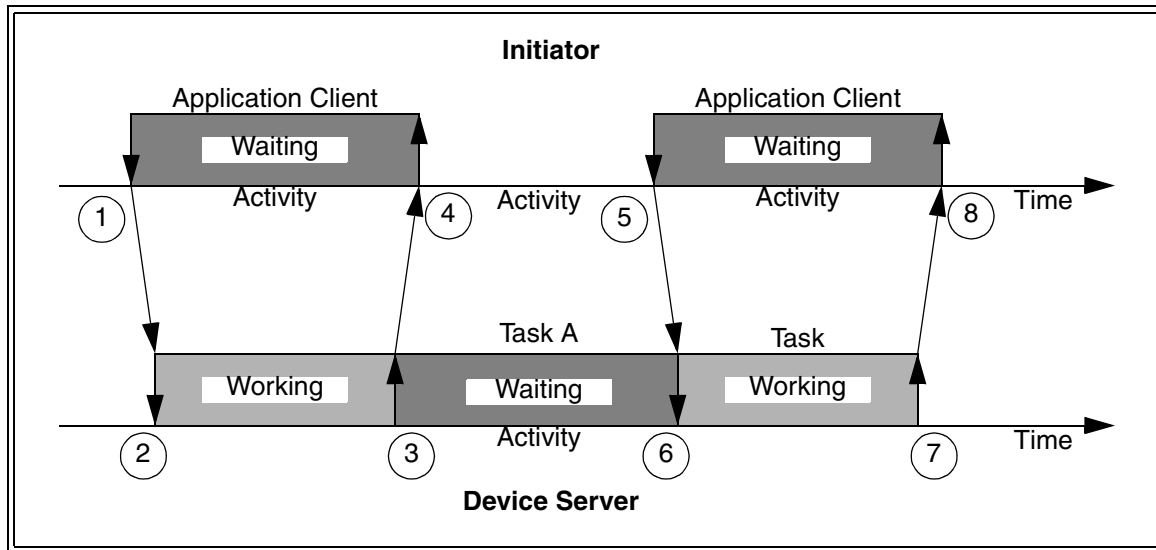 Initiator
Application Client
Application Client
Waiting
Waiting
Activity
Activity
Activity
Time
1
4
5
8
Task A
Task
Working
Waiting
Working
Activity
Time
2
3
6
7
Device Server